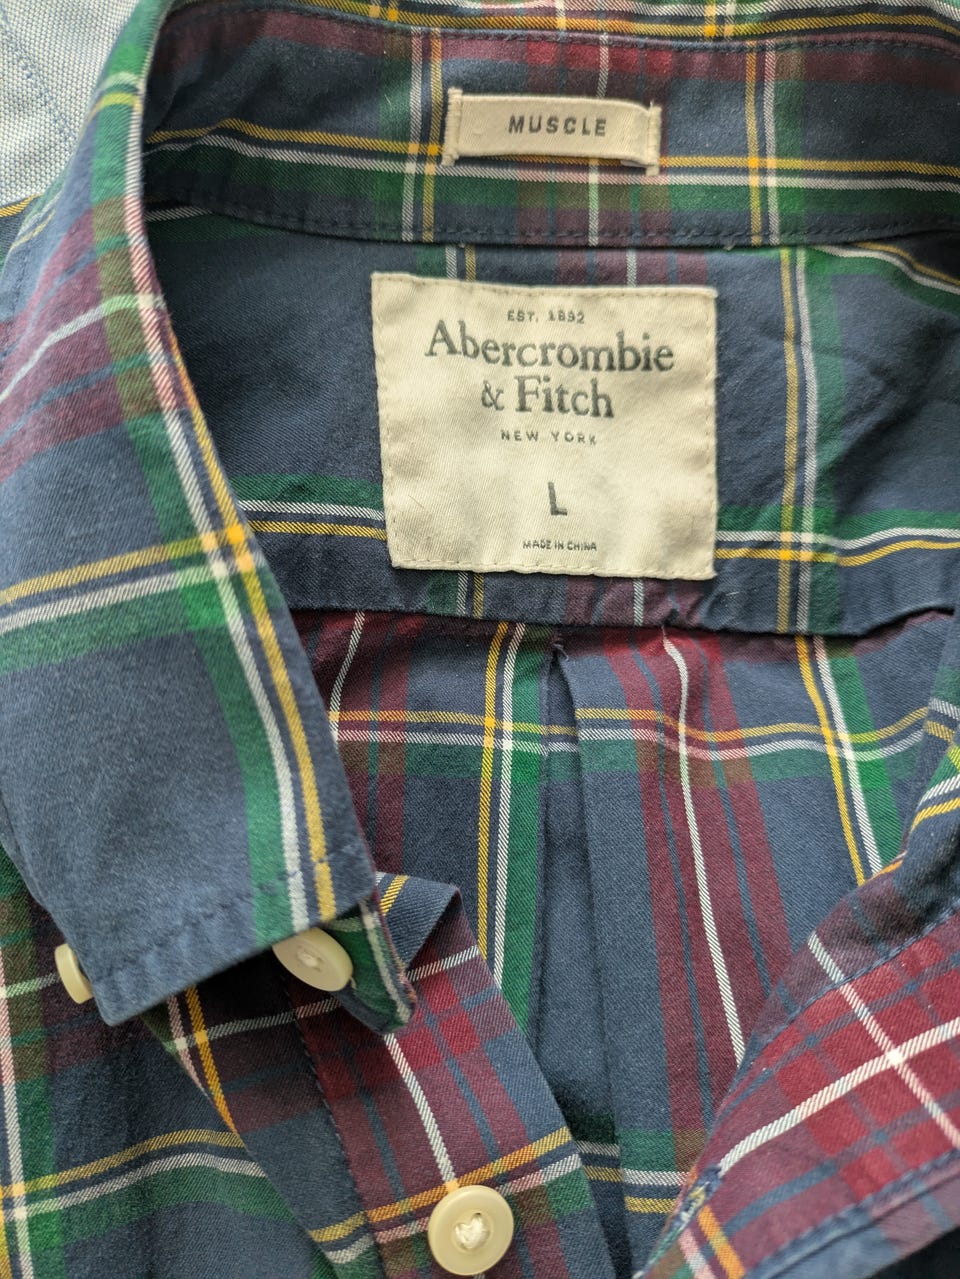 MUSCLE
EST. 1892
Abercrombie
& Fitch
NEW YORK
L
MADE IN CHINA